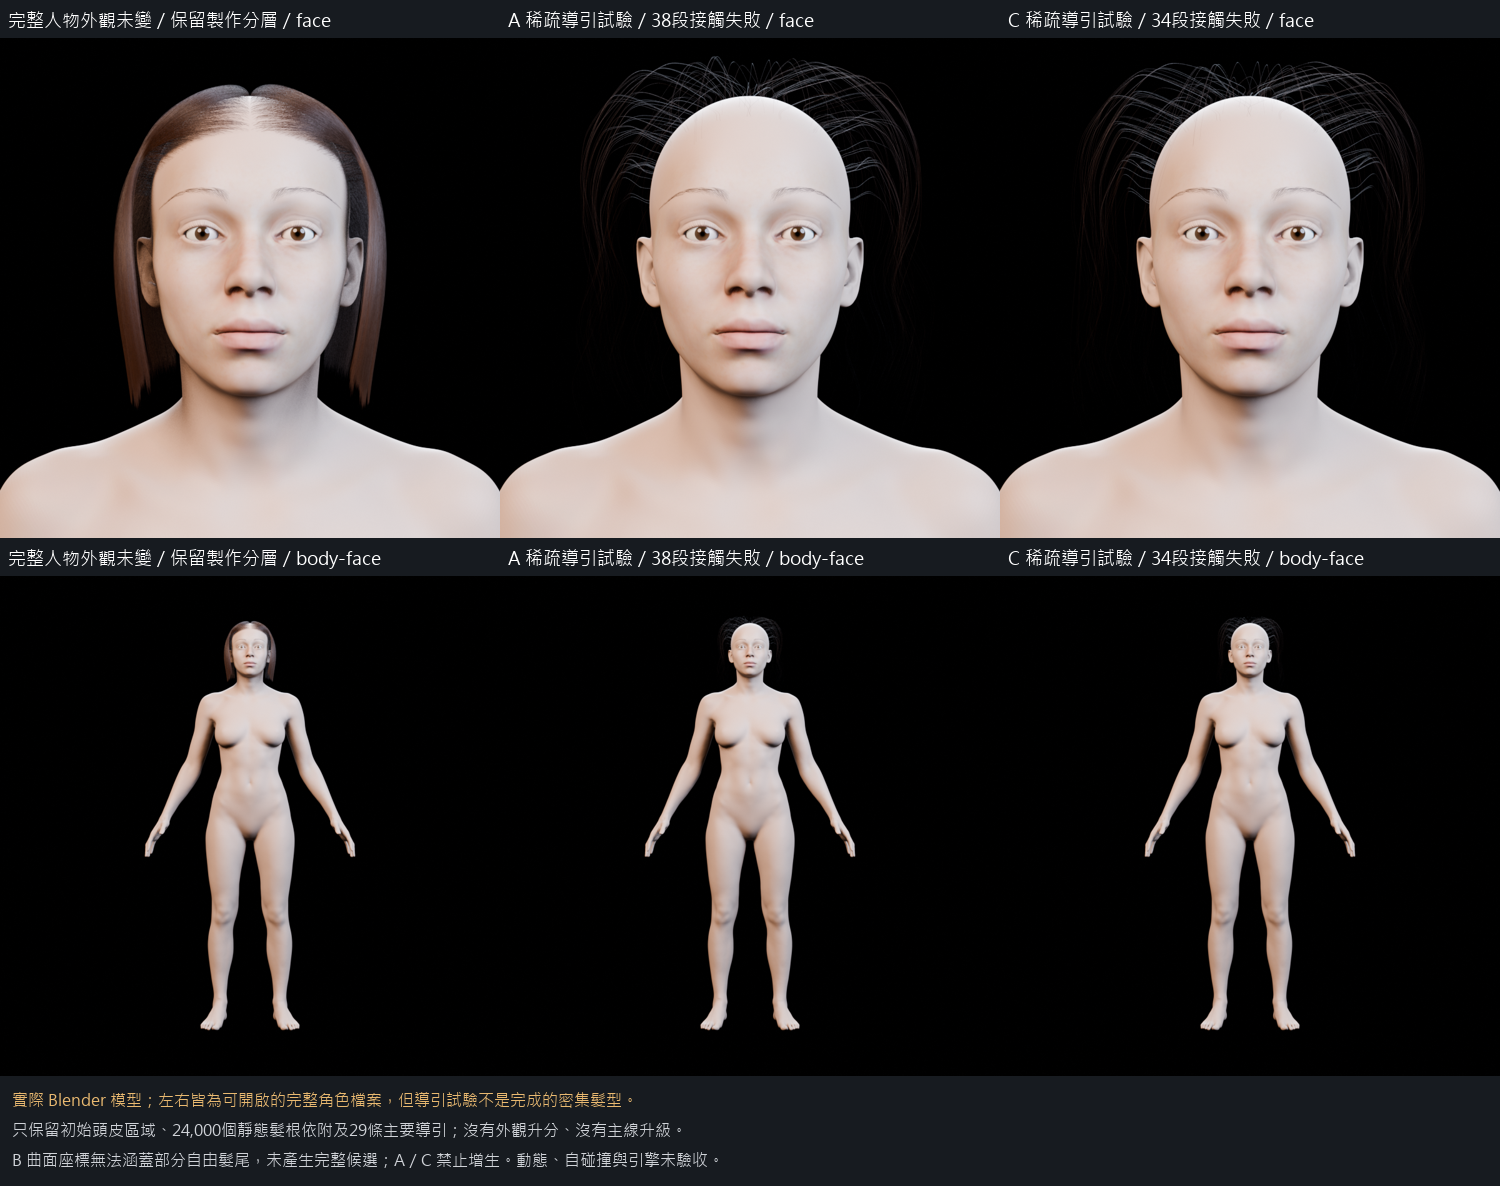 完整人物外觀未變 / 保留製作分層 / face
A 稀疏導引試驗 / 38段接觸失敗 / face
C 稀疏導引試驗 / 34段接觸失敗 / face
完整人物外觀未變 / 保留製作分層 / body-face
A 稀疏導引試驗 / 38段接觸失敗 / body-face
C 稀疏導引試驗 / 34段接觸失敗 / body-face
實際 Blender 模型；左右皆為可開啟的完整角色檔案，但導引試驗不是完成的密集髮型。
只保留初始頭皮區域、24,000個靜態髮根依附及29條主要導引；沒有外觀升分、沒有主線升級。
B 曲面座標無法涵蓋部分自由髮尾，未產生完整候選；A / C 禁止增生。動態、自碰撞與引擎未驗收。